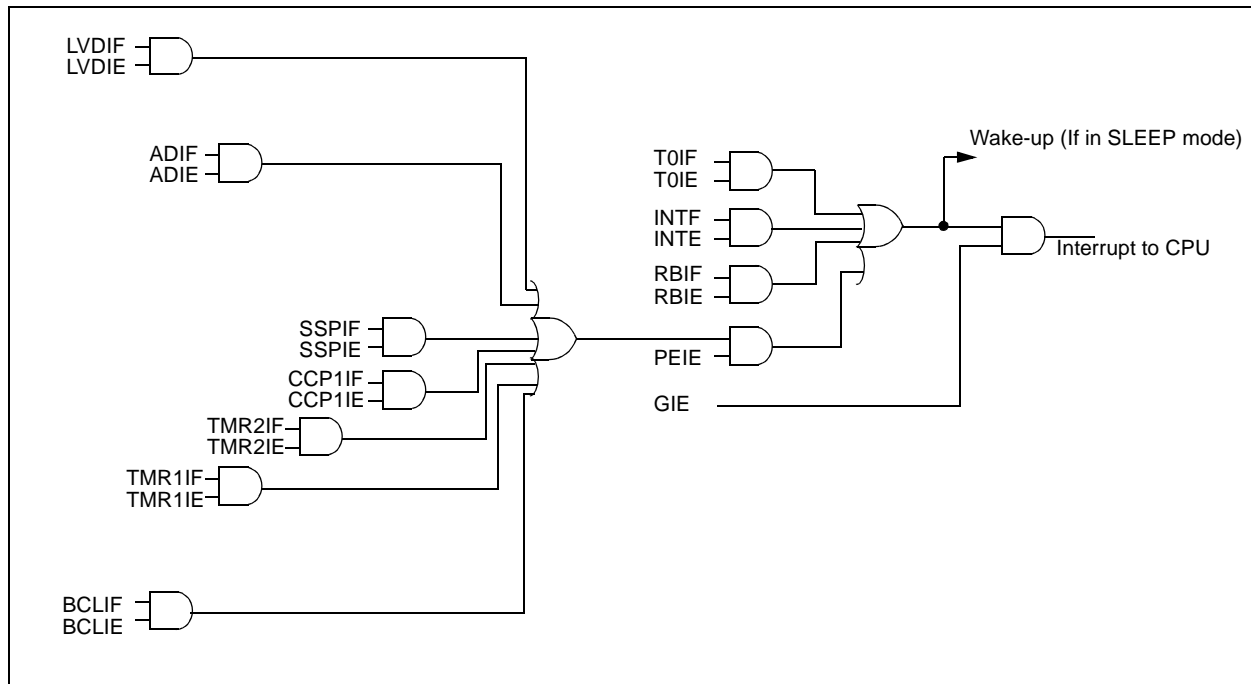 LVDIF
LVDIE
ADIF
ADIE
SSPIF
SSPIE
CCP1IF
CCP1IE
TMR2IF
TMR2IE
TMR1IF
TMR1IE
BCLIF
BCLIE
T0IF
T0IE
INTF
INTE
RBIF
RBIE
PEIE
GIE
Wake-up (If in SLEEP mode)
Interrupt to CPU